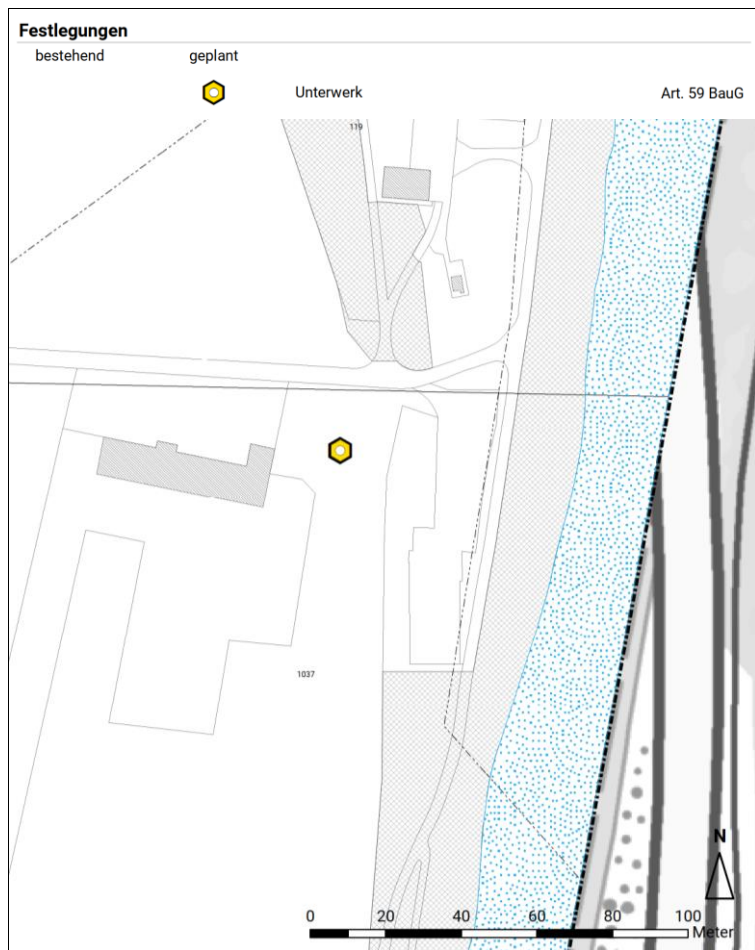 Festlegungen
bestehend geplant
Unterwerk Art. 59 BauG
119
1037
N
0 20 40 60 80 100
Meter